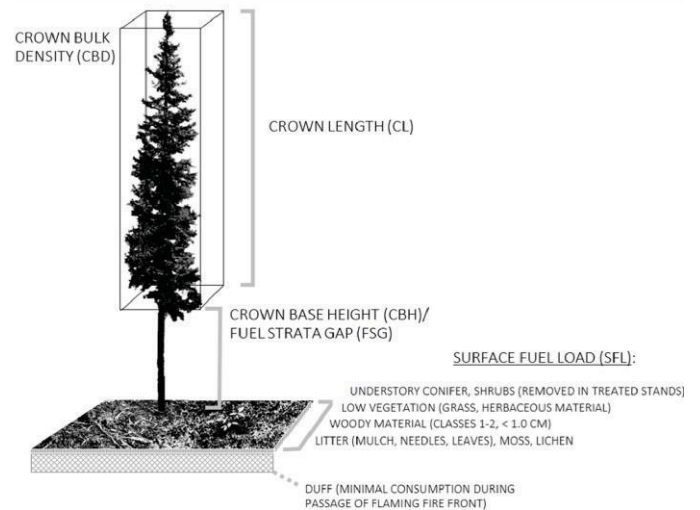 CROWN BULK
DENSITY (CBD)
CROWN LENGTH (CL)
CROWN BASE HEIGHT (CBH)/
FUEL STRATA GAP (FSG)
SURFACE FUEL LOAD (SFL):
UNDERSTORY CONIFER, SHRUBS (REMOVED IN TREATED STANDS)
LOW VEGETATION (GRASS, HERBACEOUS MATERIAL)
WOODY MATERIAL (CLASSES 1-2, < 1.0 CM)
LITTER (MULCH, NEEDLES, LEAVES), MOSS, LICHEN
DUFF (MINIMAL CONSUMPTION DURING
PASSAGE OF FLAMING FIRE FRONT)